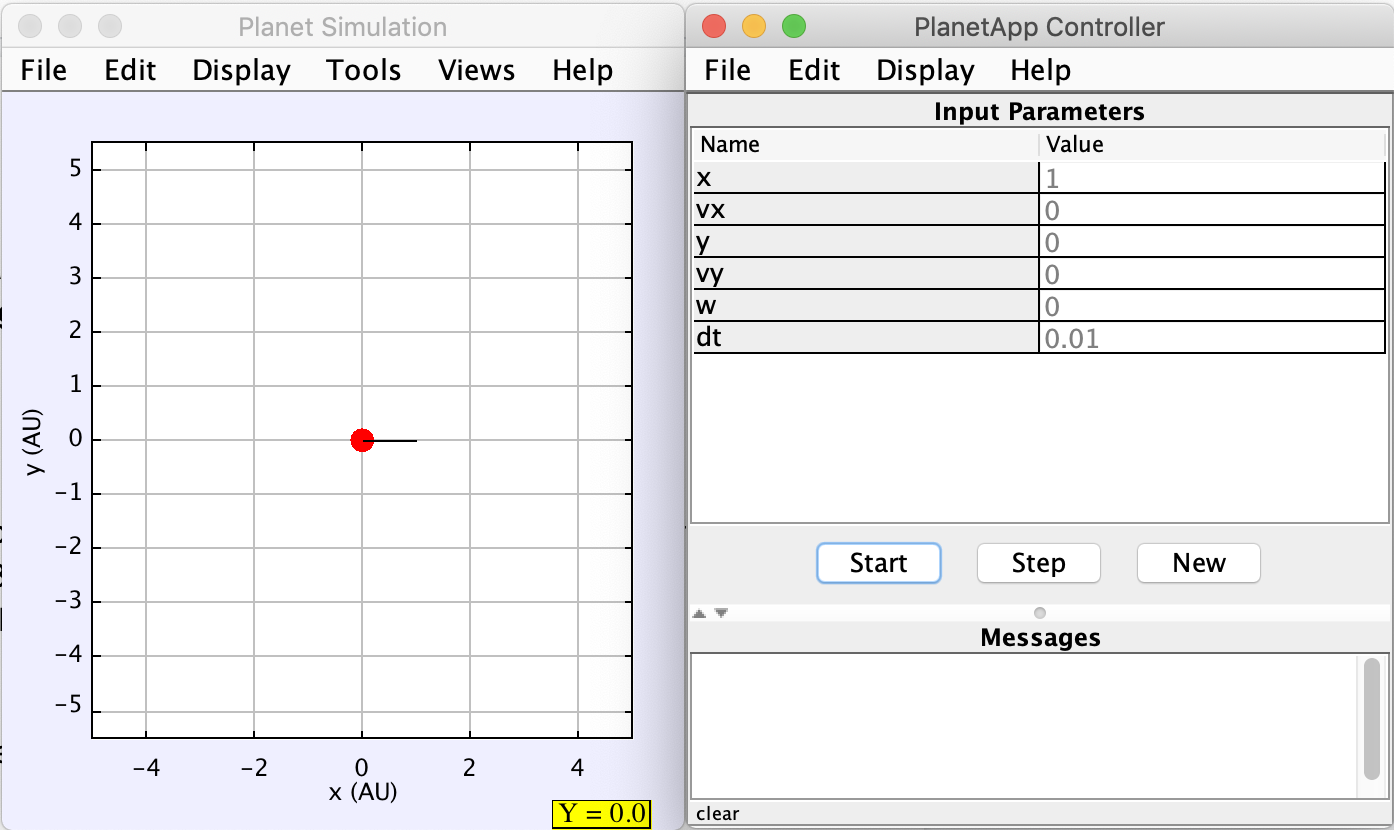 Planet Simulation
File Edit Display Tools Views Help
5
4
3
2
1
0
−1
−2
−3
−4
−5
y (AU)
−4 −2 0 2 4
x (AU)
Y = 0.0
PlanetApp Controller
File Edit Display Help
Input Parameters
Name Value
x 1
vx 0
y 0
vy 0
w 0
dt 0.01
Start Step New
Messages
clear